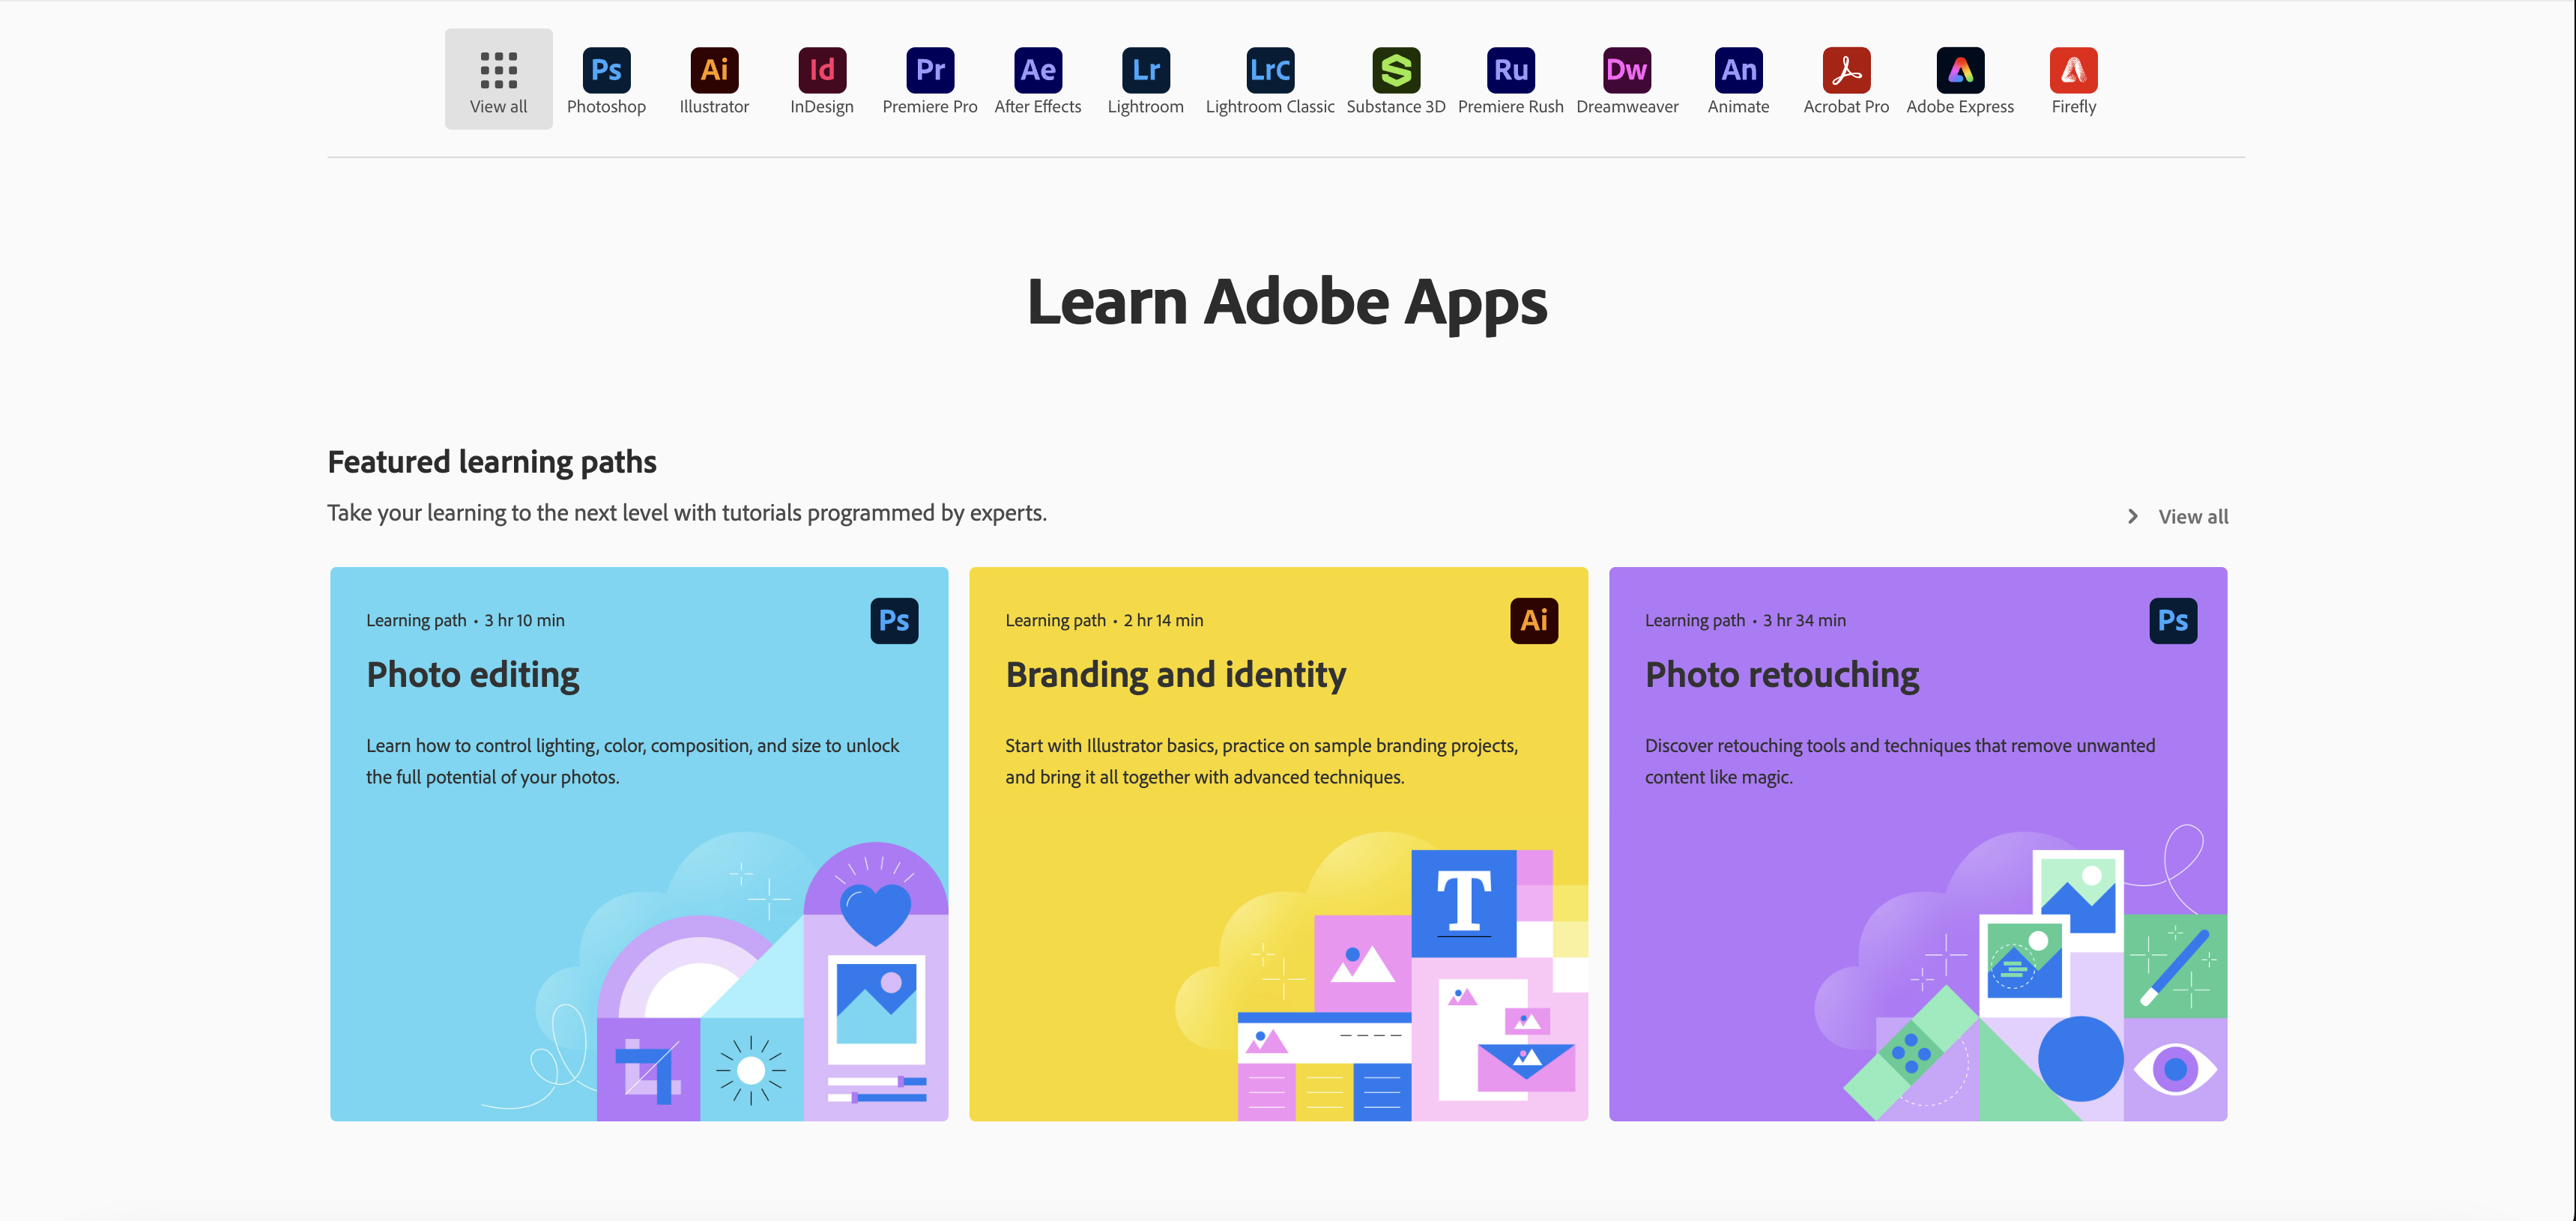 Ps Ai Id Pr Ae Lr LrC Ru Dw An
View all Photoshop Illustrator InDesign Premiere Pro After Effects Lightroom Lightroom Classic Substance 3D Premiere Rush Dreamweaver Animate Acrobat Pro Adobe Express Firefly
Learn Adobe Apps
Featured learning paths
Take your learning to the next level with tutorials programmed by experts.
View all
Learning path • 3 hr 10 min
Ps
Photo editing
Learn how to control lighting, color, composition, and size to unlock
the full potential of your photos.
Learning path • 2 hr 14 min
Ai
Branding and identity
Start with Illustrator basics, practice on sample branding projects,
and bring it all together with advanced techniques.
T
Learning path • 3 hr 34 min
Ps
Photo retouching
Discover retouching tools and techniques that remove unwanted
content like magic.